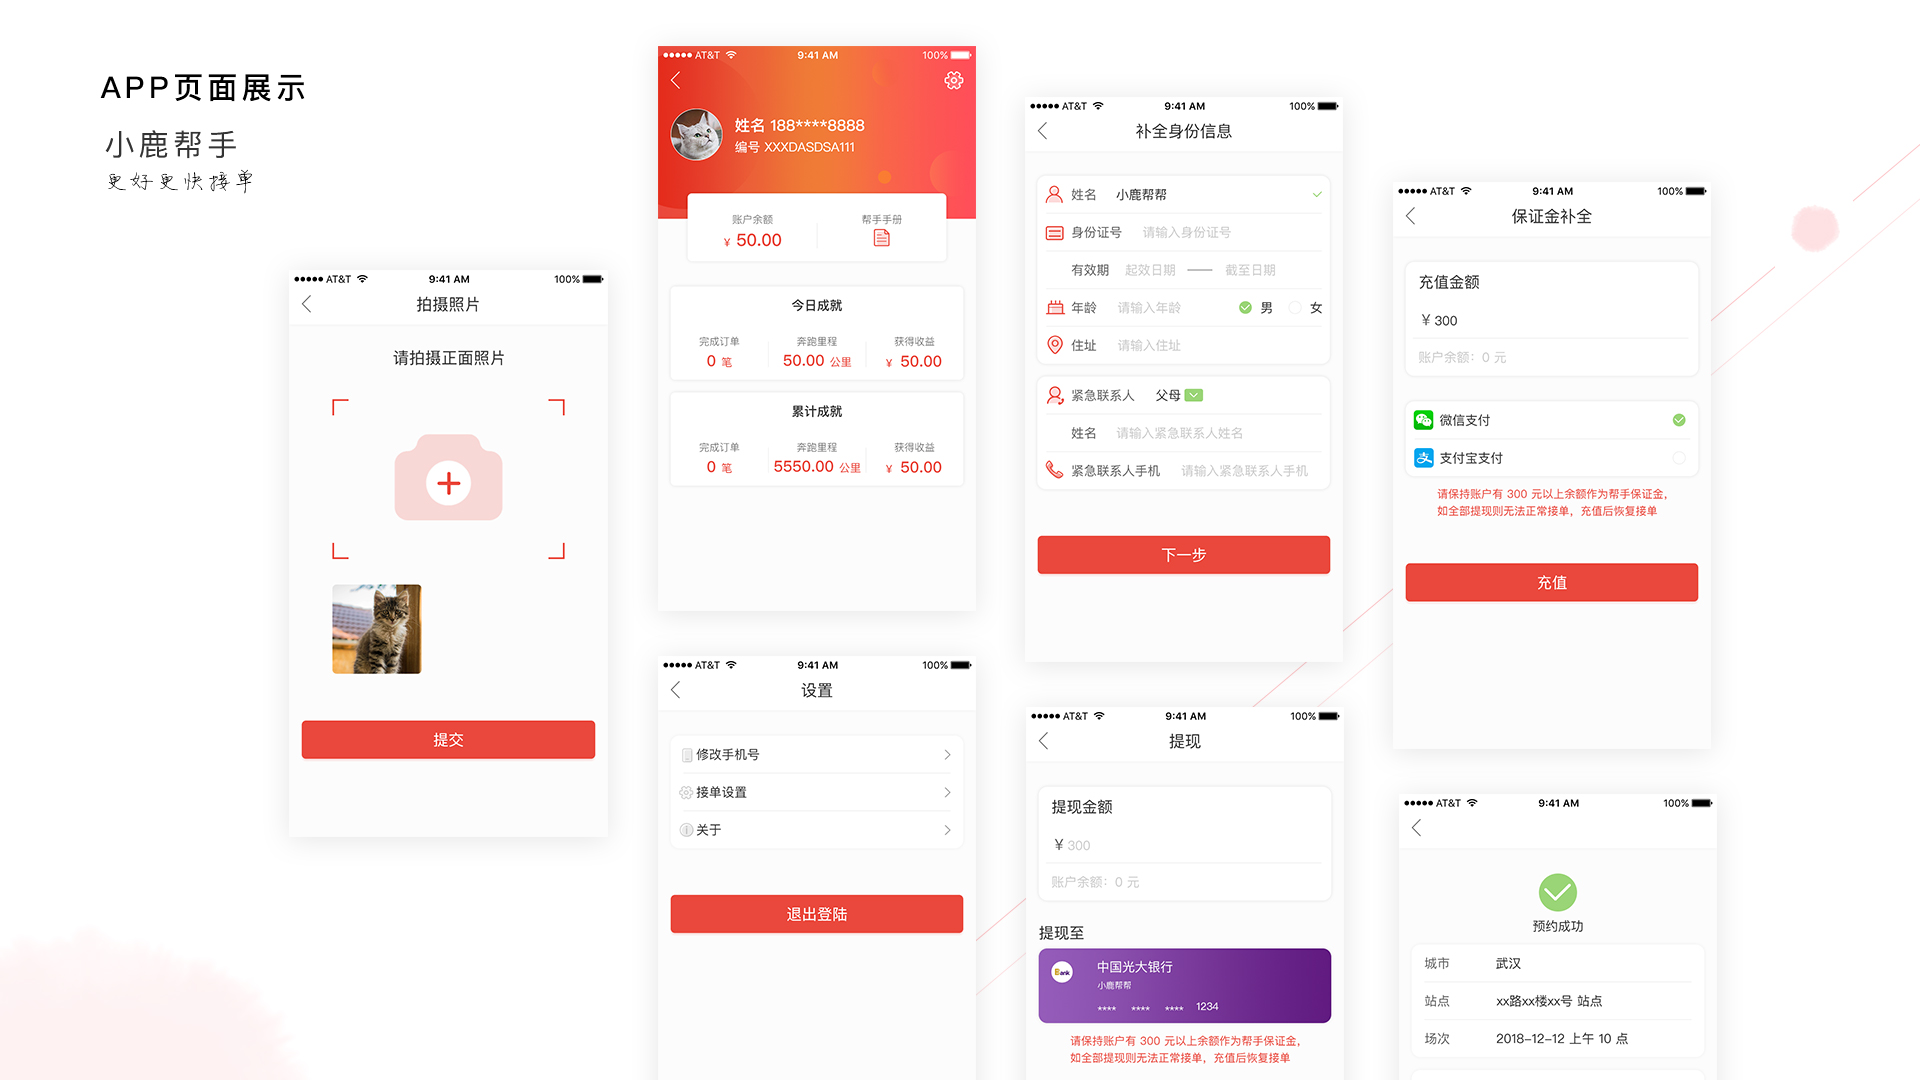 APP页面展示
小鹿帮手
更好更快接单
AT&T 9:41 AM 100%
拍摄照片
请拍摄正面照片
提交
AT&T 9:41 AM 100%
姓名 188****8888
编号 XXXDASDSA111
账户余额 帮手手册
¥ 50.00
今日成就
完成订单 奔跑里程 获得收益
0 笔 50.00 公里 ¥ 50.00
累计成就
完成订单 奔跑里程 获得收益
0 笔 5550.00 公里 ¥ 50.00
AT&T 9:41 AM 100%
设置
修改手机号
接单设置
关于
退出登陆
AT&T 9:41 AM 100%
补全身份信息
姓名 小鹿帮帮
身份证号 请输入身份证号
有效期 起效日期 —— 截至日期
年龄 请输入年龄 男 女
住址 请输入住址
紧急联系人 父母
姓名 请输入紧急联系人姓名
紧急联系人手机 请输入紧急联系人手机
下一步
AT&T 9:41 AM 100%
提现
提现金额
¥ 300
账户余额：0 元
提现至
Bank 中国光大银行
小鹿帮帮
**** **** **** 1234
请保持账户有 300 元以上余额作为帮手保证金，
如全部提现则无法正常接单，充值后恢复接单
AT&T 9:41 AM 100%
保证金补全
充值金额
¥ 300
账户余额：0 元
微信支付
支 支付宝支付
请保持账户有 300 元以上余额作为帮手保证金，
如全部提现则无法正常接单，充值后恢复接单
充值
AT&T 9:41 AM 100%
预约成功
城市 武汉
站点 xx路xx楼xx号 站点
场次 2018-12-12 上午 10 点